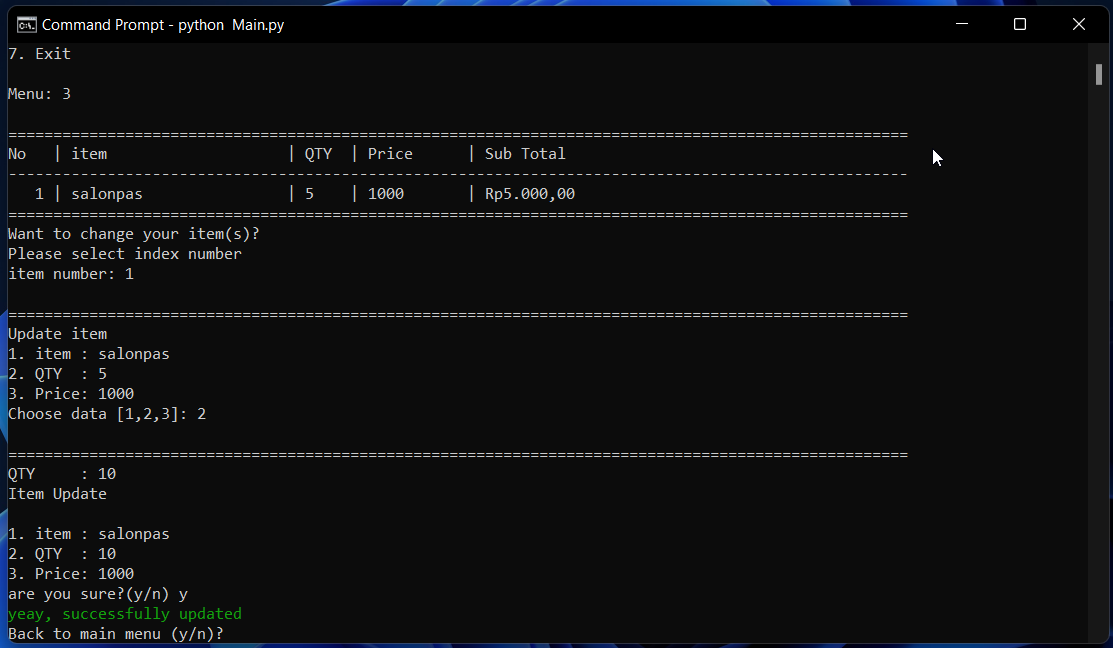 Command Prompt - python  Main.py
7. Exit
Menu: 3
====================================================================================================
No   | item                    | QTY  | Price      | Sub Total
----------------------------------------------------------------------------------------------------
   1 | salonpas                | 5    | 1000       | Rp5.000,00
====================================================================================================
Want to change your item(s)?
Please select index number
item number: 1
====================================================================================================
Update item
1. item : salonpas
2. QTY  : 5
3. Price: 1000
Choose data [1,2,3]: 2
====================================================================================================
QTY     : 10
Item Update
1. item : salonpas
2. QTY  : 10
3. Price: 1000
are you sure?(y/n) y
yeay, successfully updated
Back to main menu (y/n)?